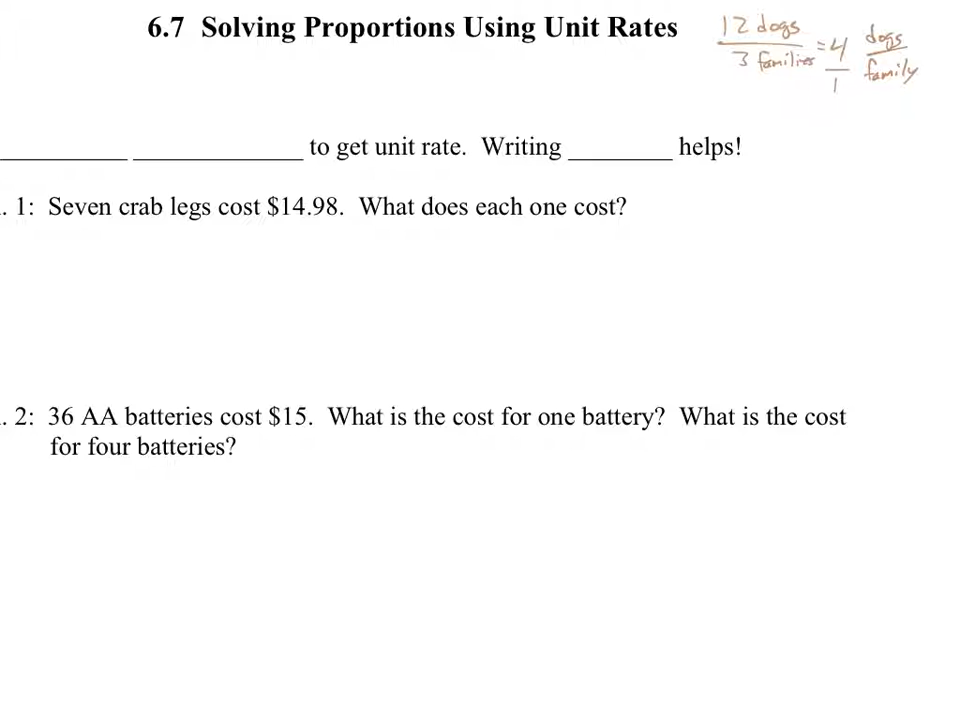 6.7 Solving Proportions Using Unit Rates
12 dogs
3 families
= 4
1
dogs
family
____________ ________________ to get unit rate. Writing __________ helps!
. 1: Seven crab legs cost $14.98. What does each one cost?
. 2: 36 AA batteries cost $15. What is the cost for one battery? What is the cost
for four batteries?